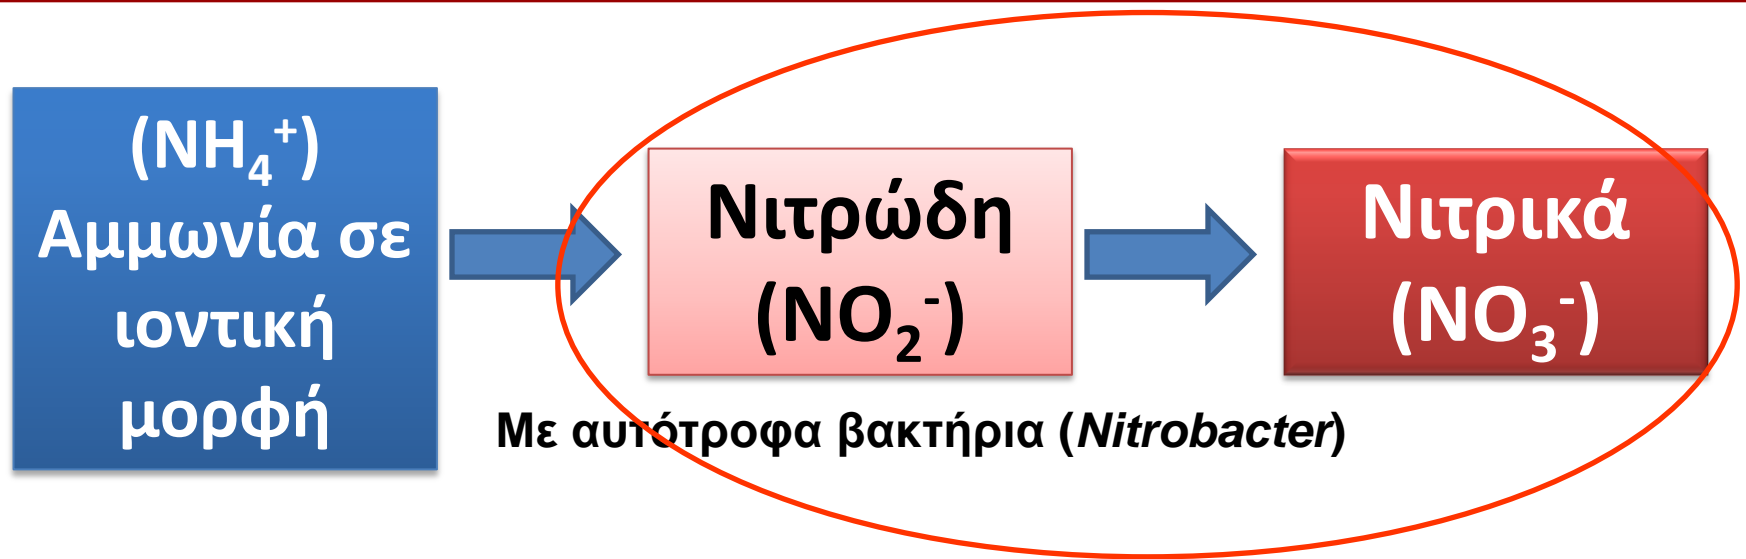 (NH₄⁺)
Αμμωνία σε
ιοντική
μορφή
Νιτρώδη
(NO₂⁻)
Νιτρικά
(NO₃⁻)
Με αυτότροφα βακτήρια (Nitrobacter)